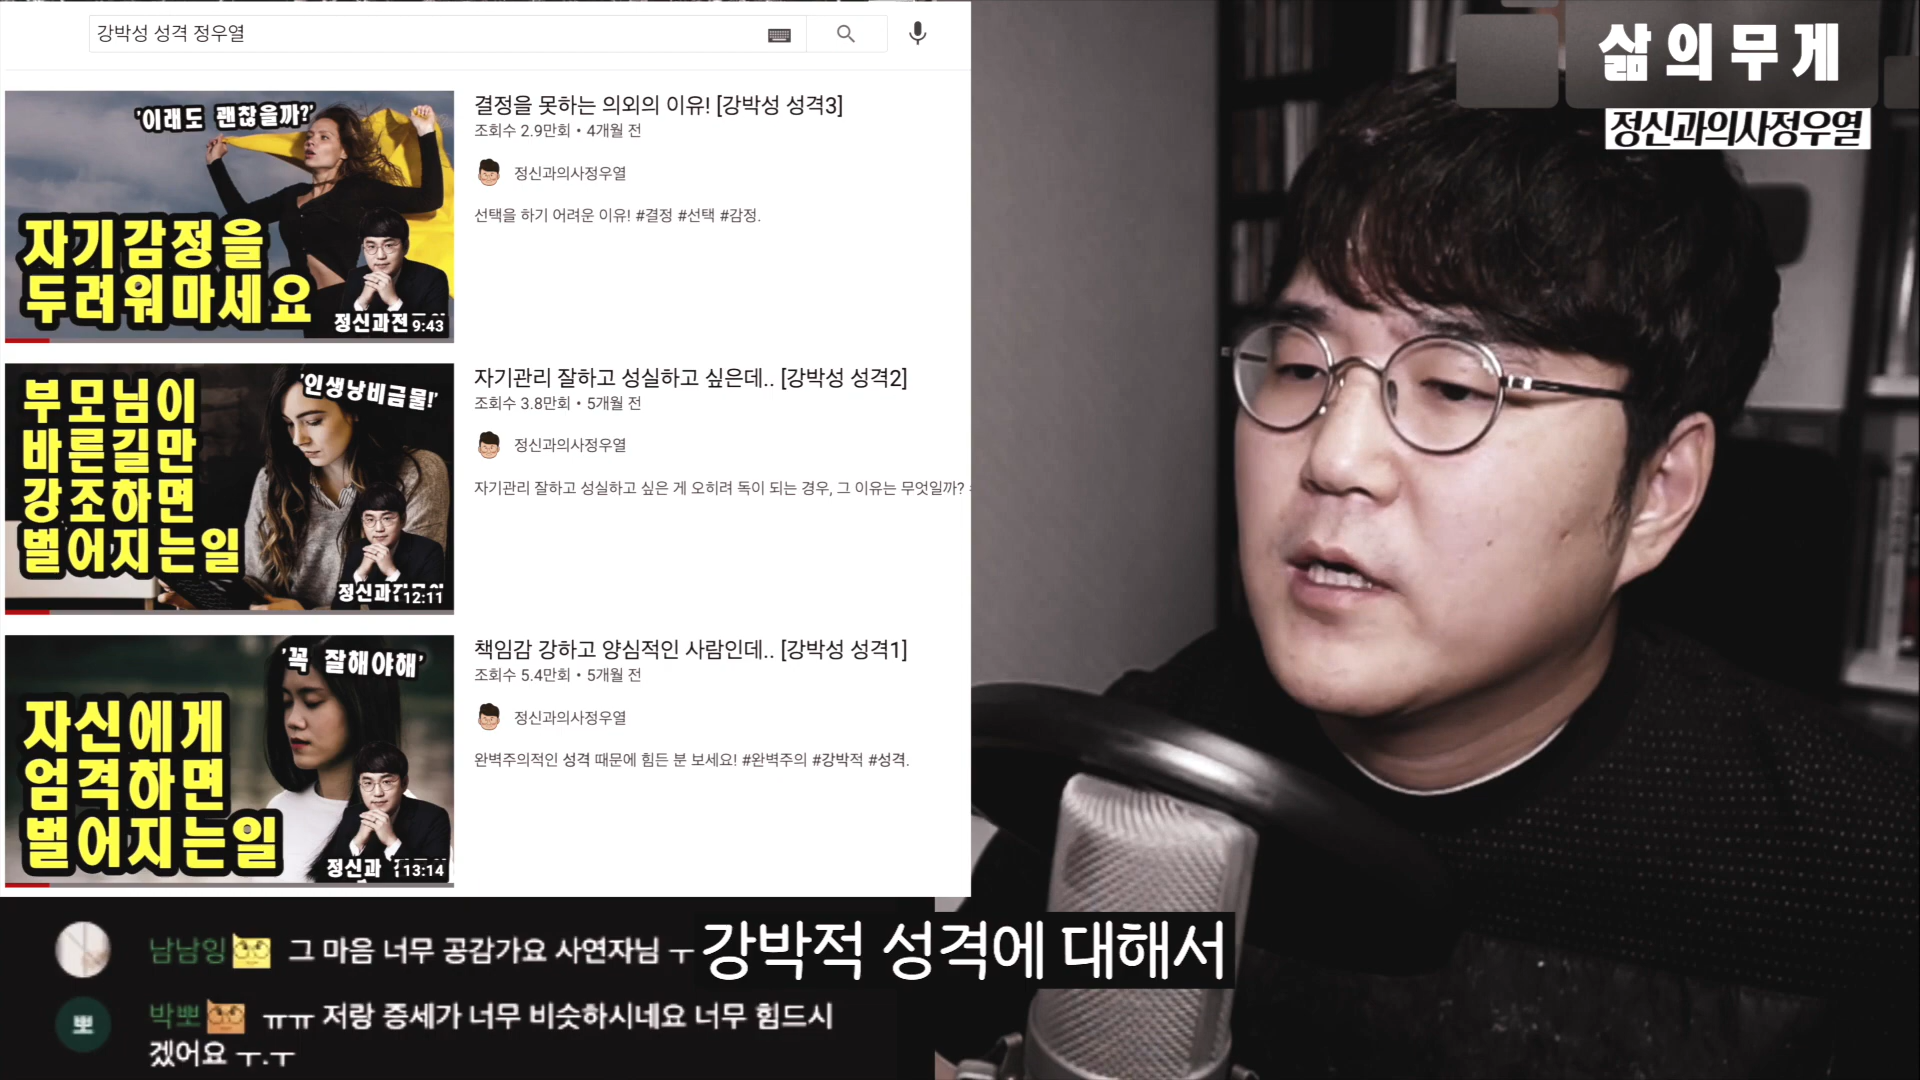 강박성 성격 정우열
삶의무게
정신과의사정우열
'이래도 괜찮을까?'
자기감정을
두려워마세요
정신과전
9:43
결정을 못하는 의외의 이유! [강박성 성격3]
조회수 2.9만회 • 4개월 전
정신과의사정우열
선택을 하기 어려운 이유! #결정 #선택 #감정.
'인생낭비금물!'
부모님이
바른길만
강조하면
벌어지는일
정신과
12:11
자기관리 잘하고 성실하고 싶은데.. [강박성 성격2]
조회수 3.8만회 • 5개월 전
정신과의사정우열
자기관리 잘하고 성실하고 싶은 게 오히려 독이 되는 경우, 그 이유는 무엇일까?
'꼭 잘해야해'
자신에게
엄격하면
벌어지는일
정신과
13:14
책임감 강하고 양심적인 사람인데.. [강박성 성격1]
조회수 5.4만회 • 5개월 전
정신과의사정우열
완벽주의적인 성격 때문에 힘든 분 보세요! #완벽주의 #강박적 #성격.
남남잉 그 마음 너무 공감가요 사연자님 ㅜ
강박적 성격에 대해서
뽀
박뽀 ㅠㅠ 저랑 증세가 너무 비슷하시네요 너무 힘드시
겠어요 ㅜ.ㅜ